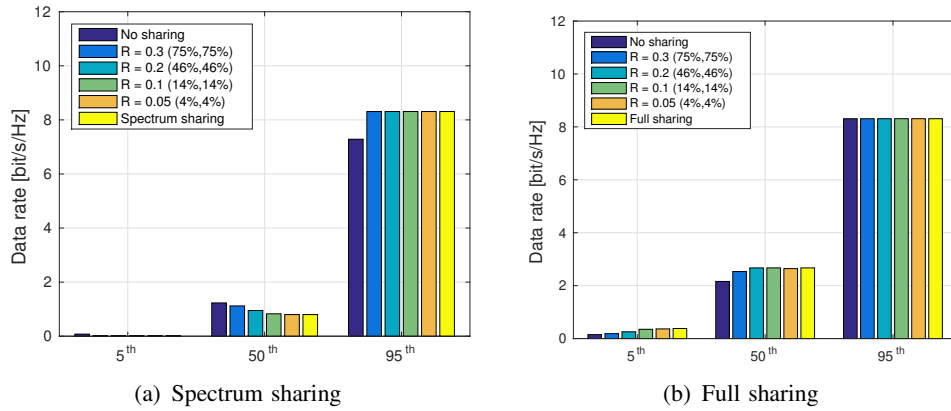 12
10
8
6
4
2
0
Data rate [bit/s/Hz]
No sharing
R = 0.3 (75%,75%)
R = 0.2 (46%,46%)
R = 0.1 (14%,14%)
R = 0.05 (4%,4%)
Spectrum sharing
5th
50th
95th
(a) Spectrum sharing
12
10
8
6
4
2
0
Data rate [bit/s/Hz]
No sharing
R = 0.3 (75%,75%)
R = 0.2 (46%,46%)
R = 0.1 (14%,14%)
R = 0.05 (4%,4%)
Full sharing
5th
50th
95th
(b) Full sharing